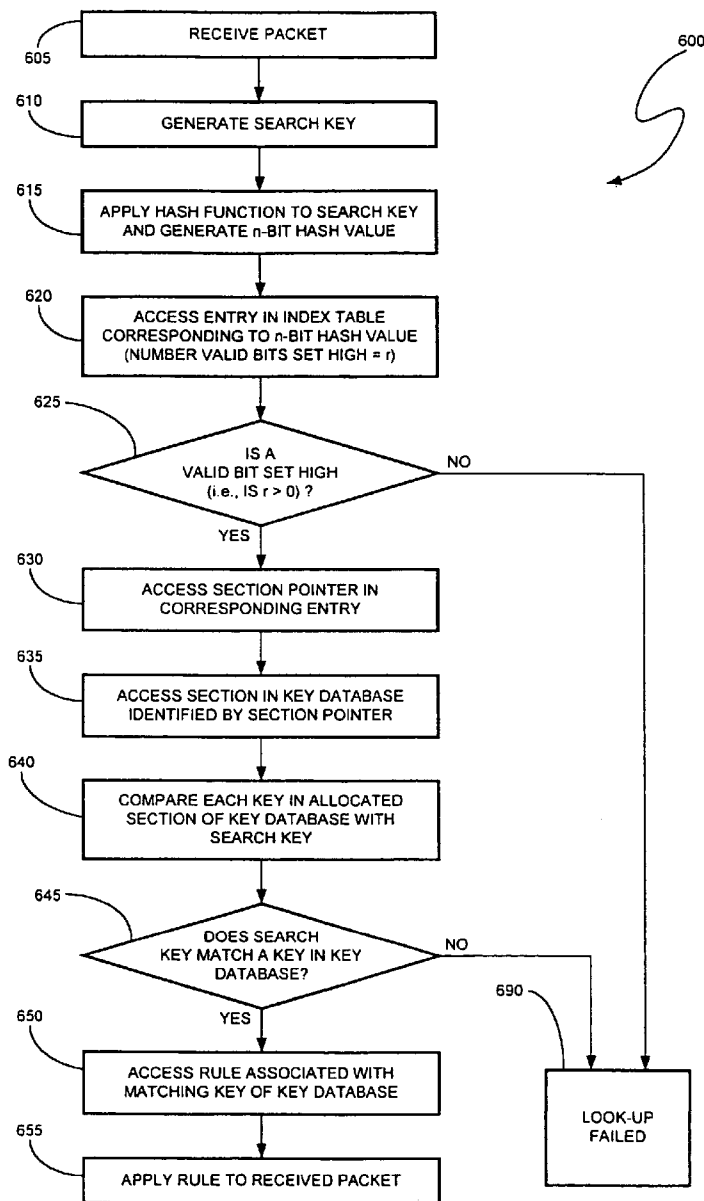 605
RECEIVE PACKET
600
610
GENERATE SEARCH KEY
615
APPLY HASH FUNCTION TO SEARCH KEY
AND GENERATE n-BIT HASH VALUE
620
ACCESS ENTRY IN INDEX TABLE
CORRESPONDING TO n-BIT HASH VALUE
(NUMBER VALID BITS SET HIGH = r)
625
IS A
VALID BIT SET HIGH
(i.e., IS r > 0) ?
NO
YES
630
ACCESS SECTION POINTER IN
CORRESPONDING ENTRY
635
ACCESS SECTION IN KEY DATABASE
IDENTIFIED BY SECTION POINTER
640
COMPARE EACH KEY IN ALLOCATED
SECTION OF KEY DATABASE WITH
SEARCH KEY
645
DOES SEARCH
KEY MATCH A KEY IN KEY
DATABASE?
NO
YES
650
ACCESS RULE ASSOCIATED WITH
MATCHING KEY OF KEY DATABASE
690
LOOK-UP
FAILED
655
APPLY RULE TO RECEIVED PACKET